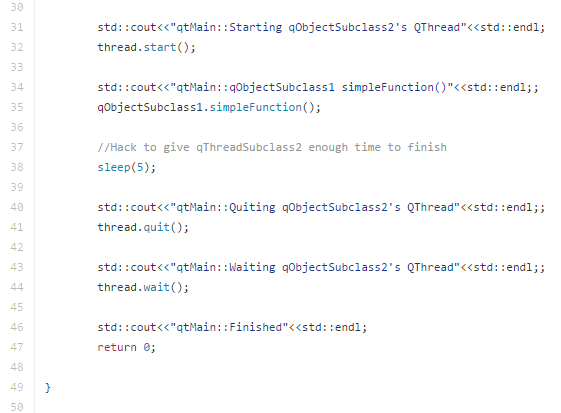 30
31 std::cout<<"qtMain::Starting qObjectSubclass2's QThread"<<std::endl;
32 thread.start();
33
34 std::cout<<"qtMain::qObjectSubclass1 simpleFunction()"<<std::endl;;
35 qObjectSubclass1.simpleFunction();
36
37 //Hack to give qThreadSubclass2 enough time to finish
38 sleep(5);
39
40 std::cout<<"qtMain::Quiting qObjectSubclass2's QThread"<<std::endl;;
41 thread.quit();
42
43 std::cout<<"qtMain::Waiting qObjectSubclass2's QThread"<<std::endl;;
44 thread.wait();
45
46 std::cout<<"qtMain::Finished"<<std::endl;
47 return 0;
48
49 }
50